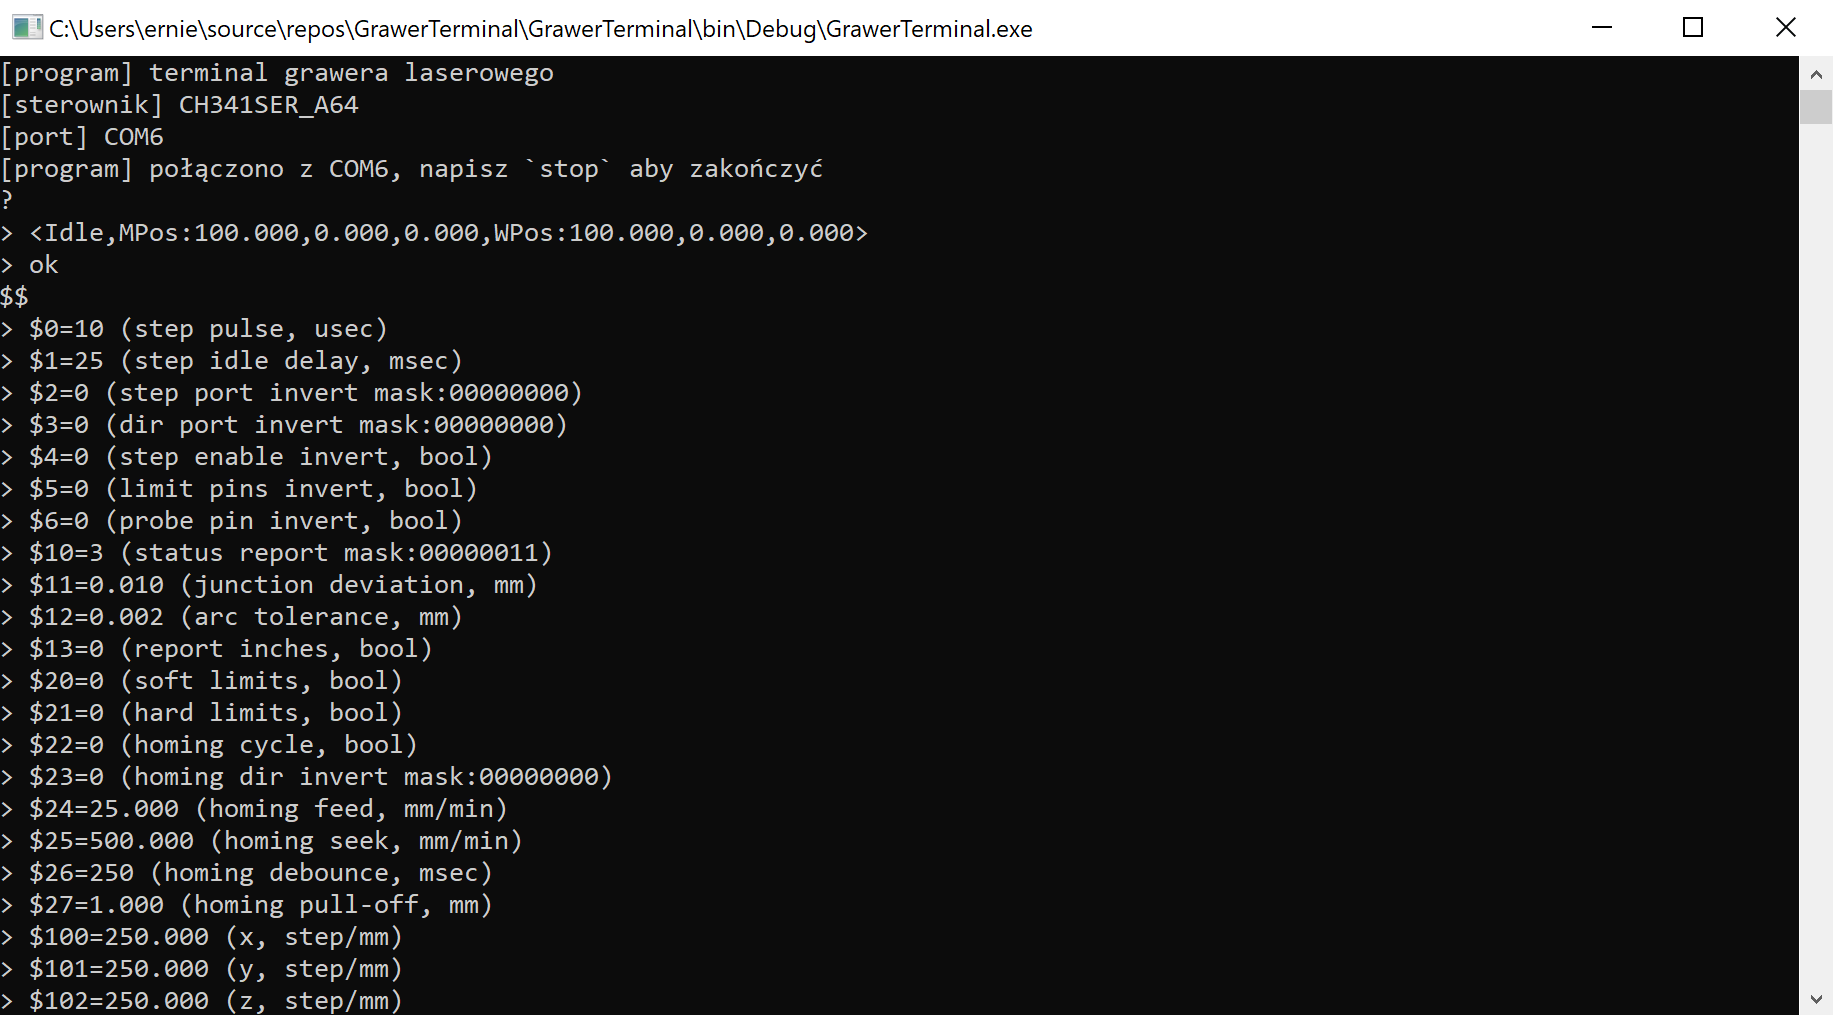 C:\Users\ernie\source\repos\GrawerTerminal\GrawerTerminal\bin\Debug\GrawerTerminal.exe
[program] terminal grawera laserowego
[sterownik] CH341SER_A64
[port] COM6
[program] połączono z COM6, napisz `stop` aby zakończyć
?
> <Idle,MPos:100.000,0.000,0.000,WPos:100.000,0.000,0.000>
> ok
$$
> $0=10 (step pulse, usec)
> $1=25 (step idle delay, msec)
> $2=0 (step port invert mask:00000000)
> $3=0 (dir port invert mask:00000000)
> $4=0 (step enable invert, bool)
> $5=0 (limit pins invert, bool)
> $6=0 (probe pin invert, bool)
> $10=3 (status report mask:00000011)
> $11=0.010 (junction deviation, mm)
> $12=0.002 (arc tolerance, mm)
> $13=0 (report inches, bool)
> $20=0 (soft limits, bool)
> $21=0 (hard limits, bool)
> $22=0 (homing cycle, bool)
> $23=0 (homing dir invert mask:00000000)
> $24=25.000 (homing feed, mm/min)
> $25=500.000 (homing seek, mm/min)
> $26=250 (homing debounce, msec)
> $27=1.000 (homing pull-off, mm)
> $100=250.000 (x, step/mm)
> $101=250.000 (y, step/mm)
> $102=250.000 (z, step/mm)